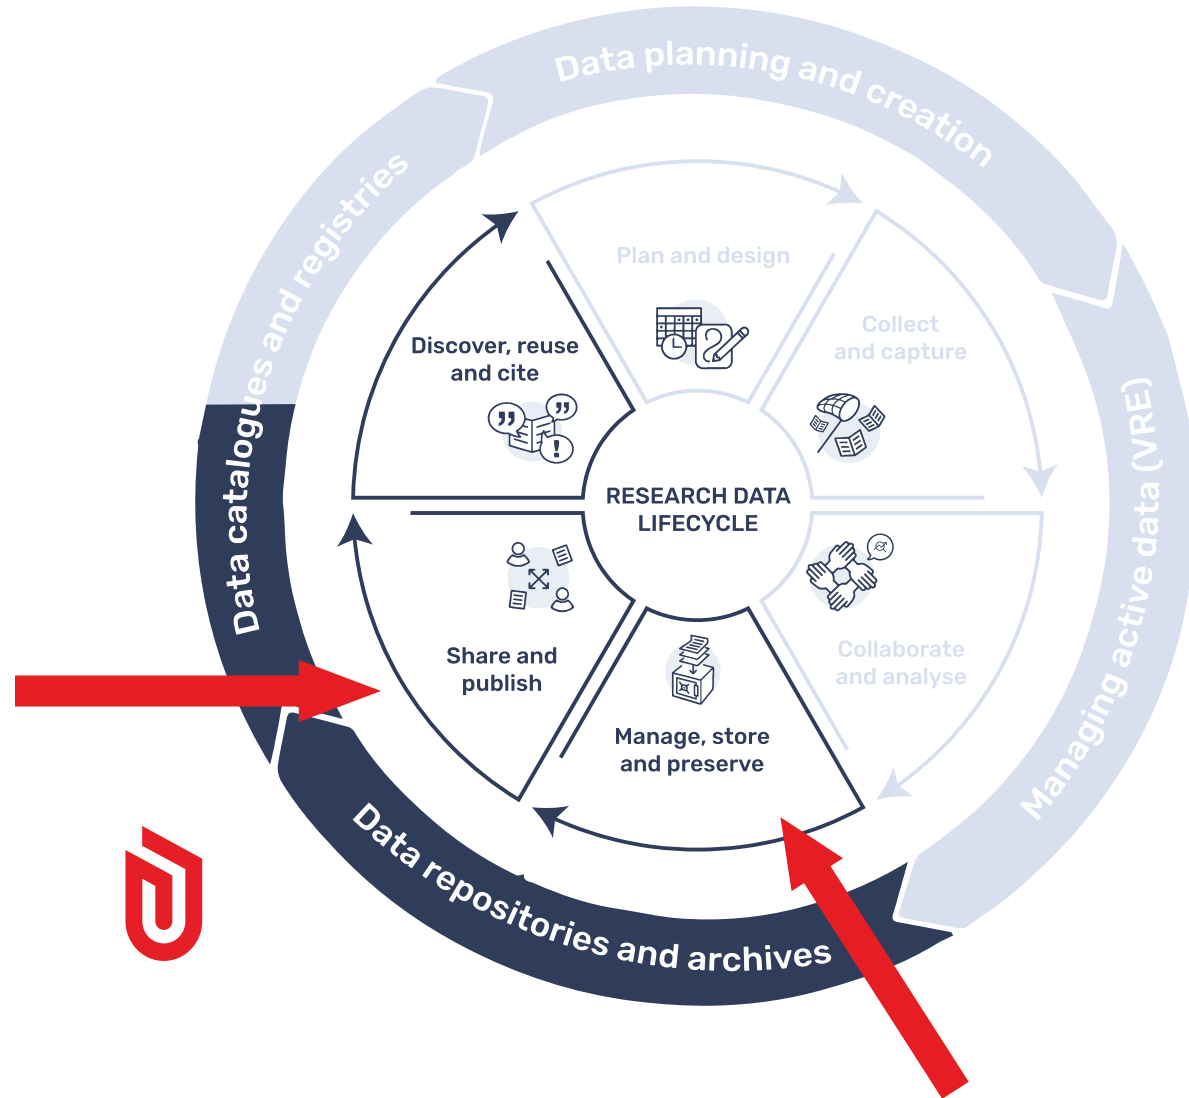 Data planning and creation
Managing active data (VRE)
Data repositories and archives
Data catalogues and registries
Plan and design
Collect
and capture
Collaborate
and analyse
Manage, store
and preserve
Share and
publish
Discover, reuse
and cite
RESEARCH DATA
LIFECYCLE